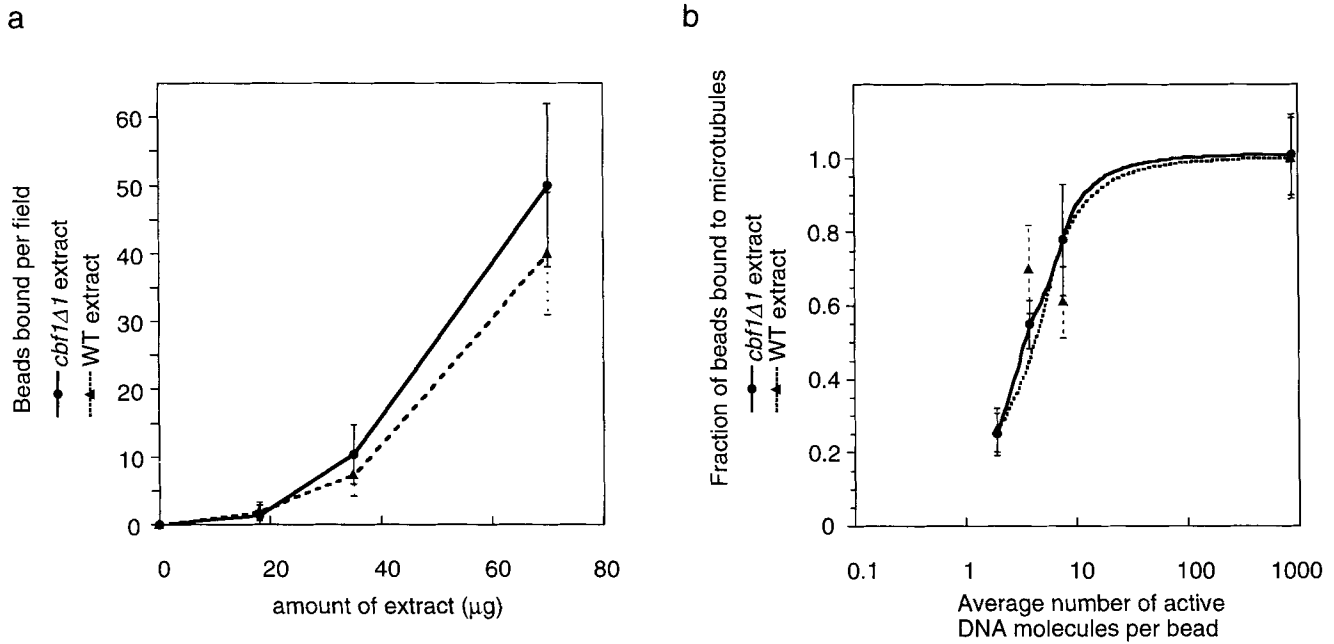 a
Beads bound per field
cbf1Δ1 extract
WT extract
60
50
40
30
20
10
0
0 20 40 60 80
amount of extract (μg)
b
Fraction of beads bound to microtubules
cbf1Δ1 extract
WT extract
1.0
0.8
0.6
0.4
0.2
0
0.1 1 10 100 1000
Average number of active
DNA molecules per bead